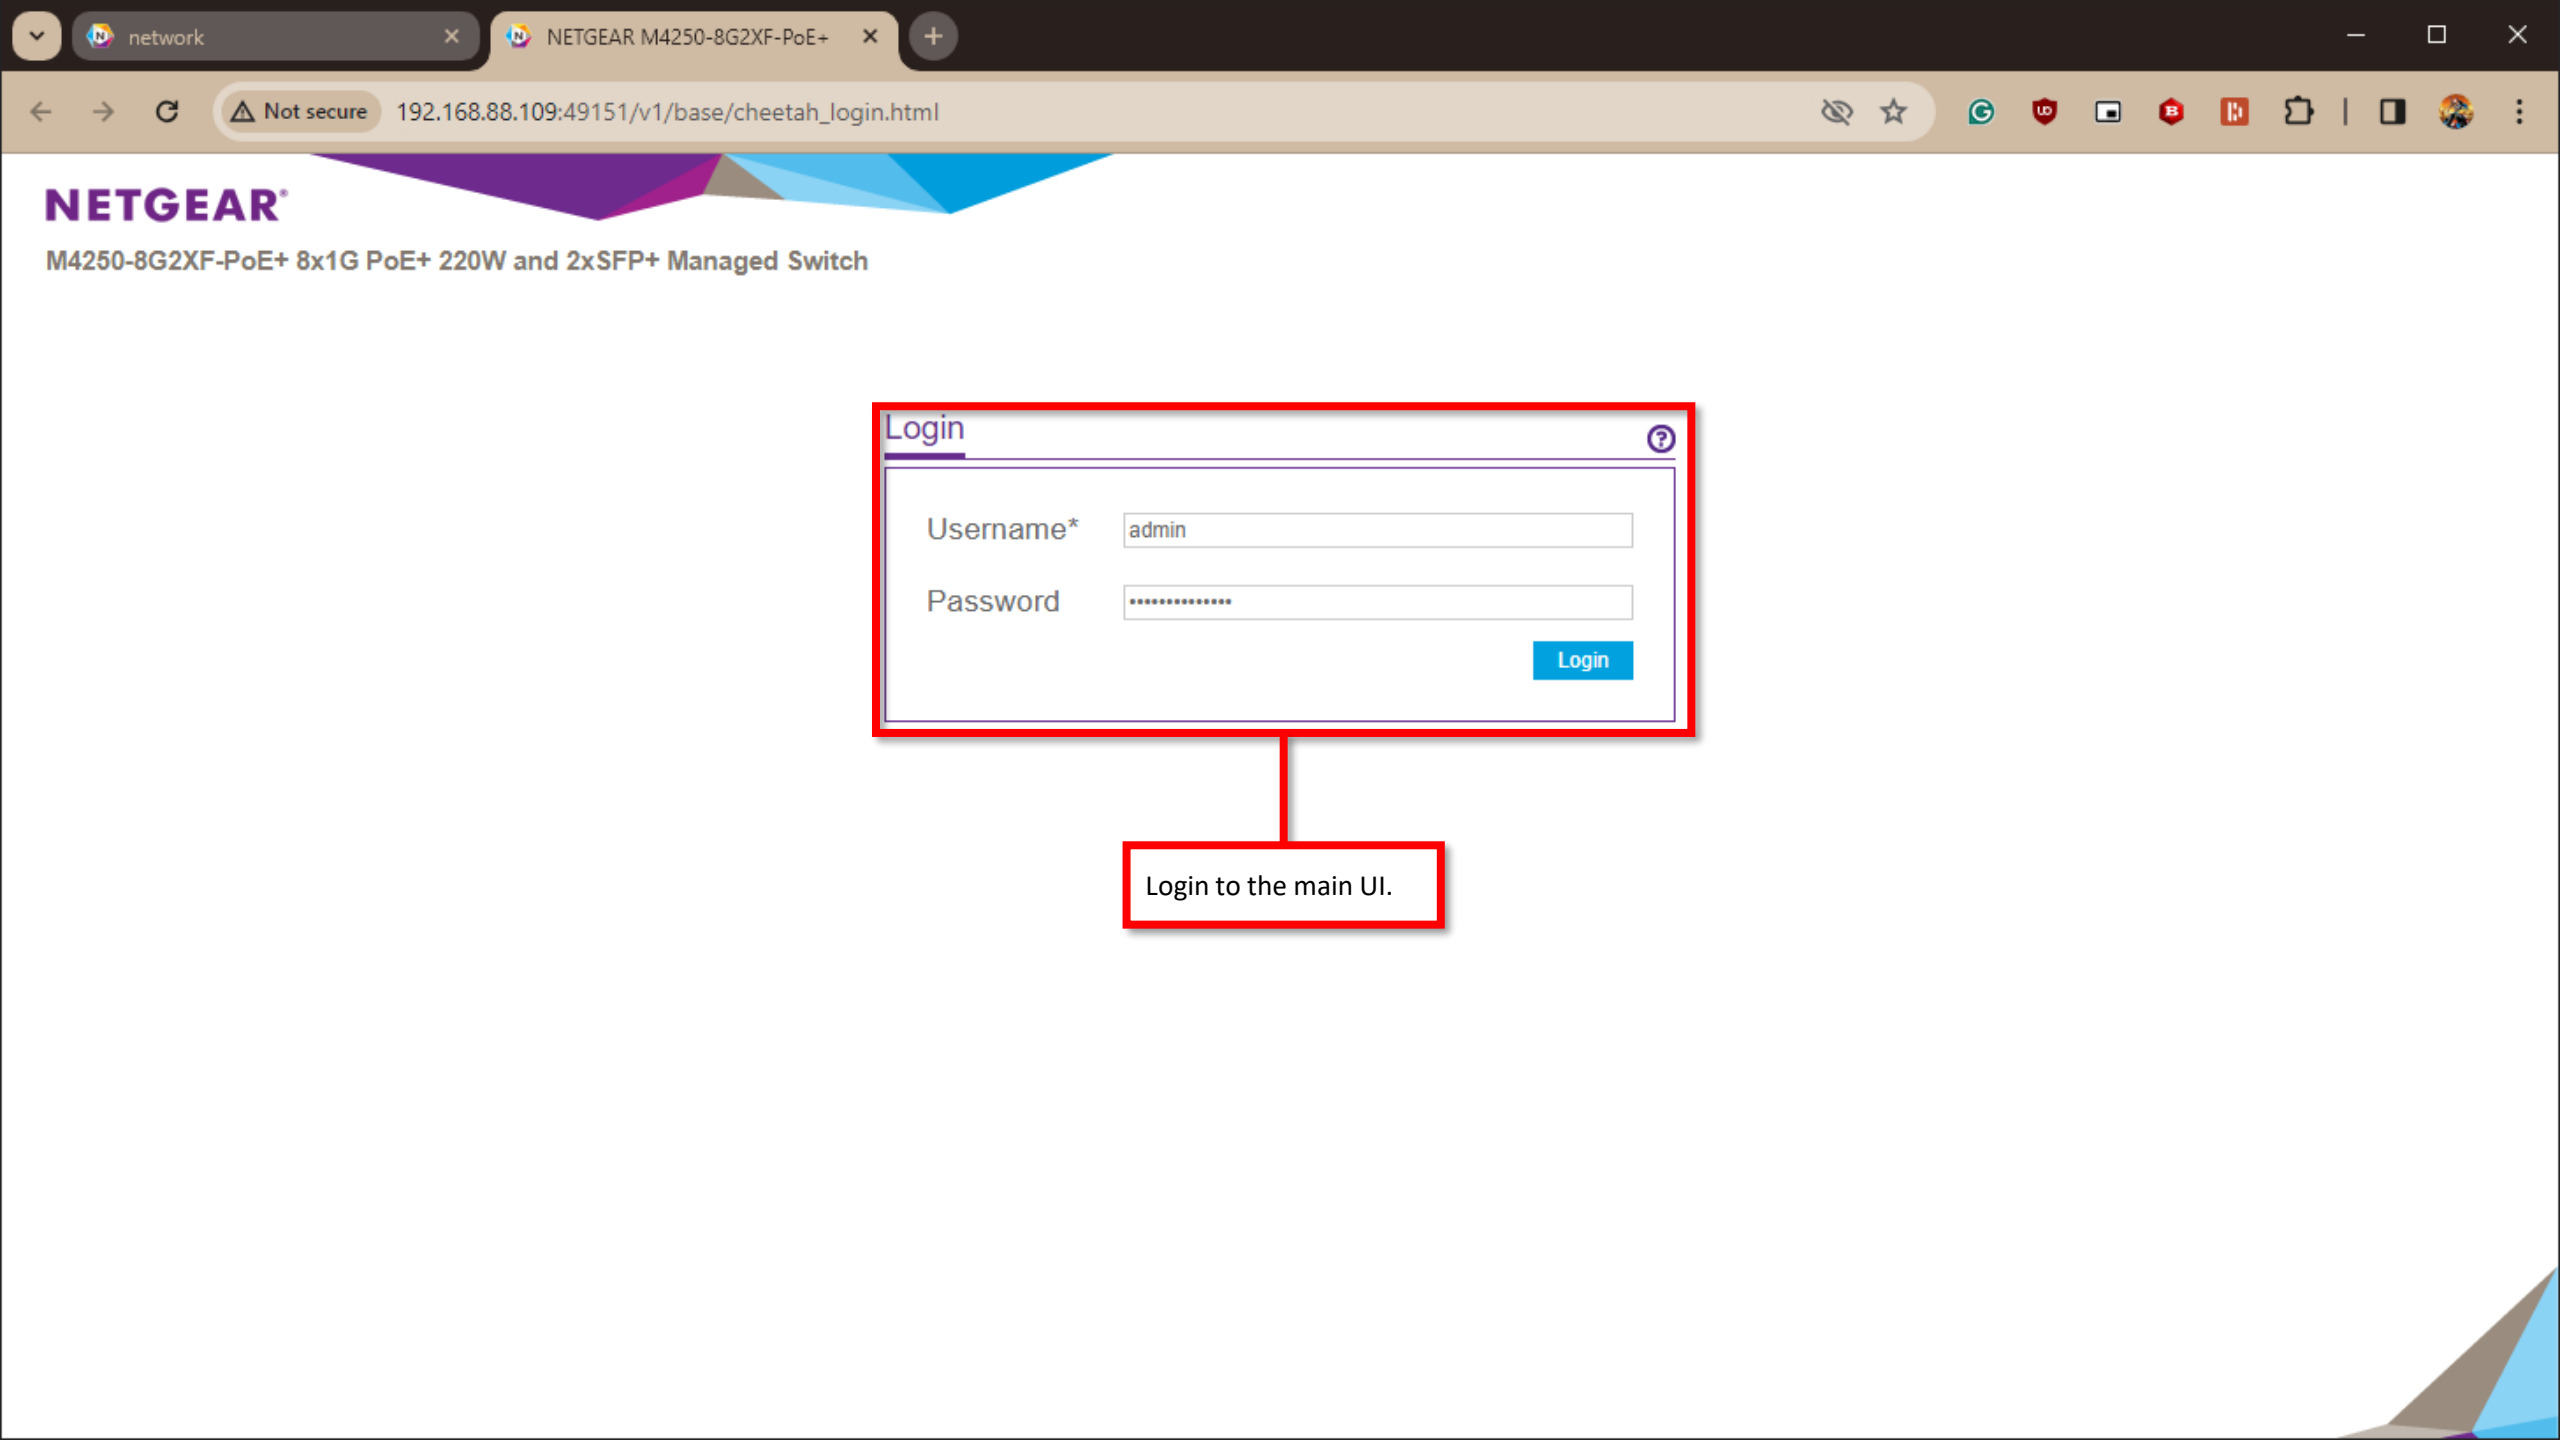 network
NETGEAR M4250-8G2XF-PoE+
Not secure
192.168.88.109:49151/v1/base/cheetah_login.html
NETGEAR®
M4250-8G2XF-PoE+ 8x1G PoE+ 220W and 2xSFP+ Managed Switch
Login
Username* admin
Password ••••••••••••••
Login
Login to the main UI.